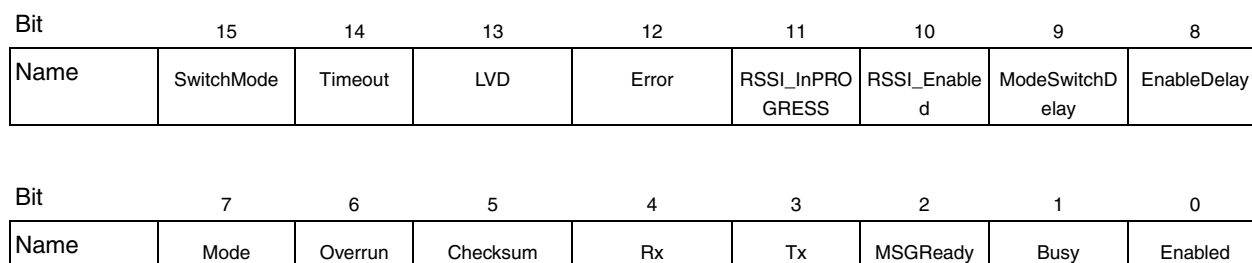 Bit 15 14 13 12 11 10 9 8
Name SwitchMode Timeout LVD Error RSSI_InPRO RSSI_Enable ModeSwitchD EnableDelay
GRESS d elay
Bit 7 6 5 4 3 2 1 0
Name Mode Overrun Checksum Rx Tx MSGReady Busy Enabled